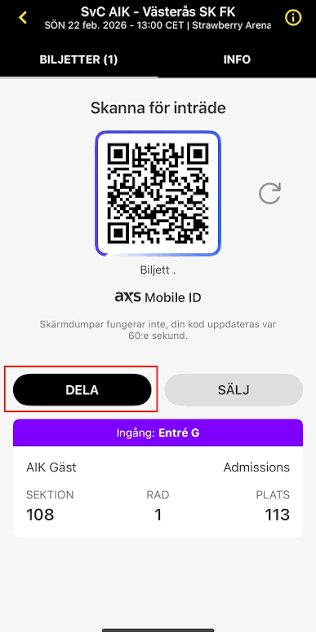 SvC AIK - Västerås SK FK
SÖN 22 feb. 2026 - 13:00 CET | Strawberry Arena
BILJETTER (1)
INFO
Skanna för inträde
Biljett .
axs Mobile ID
Skärmdumpar fungerar inte, din kod uppdateras var
60:e sekund.
DELA
SÄLJ
Ingång: Entré G
AIK Gäst
Admissions
SEKTION
RAD
PLATS
108
1
113